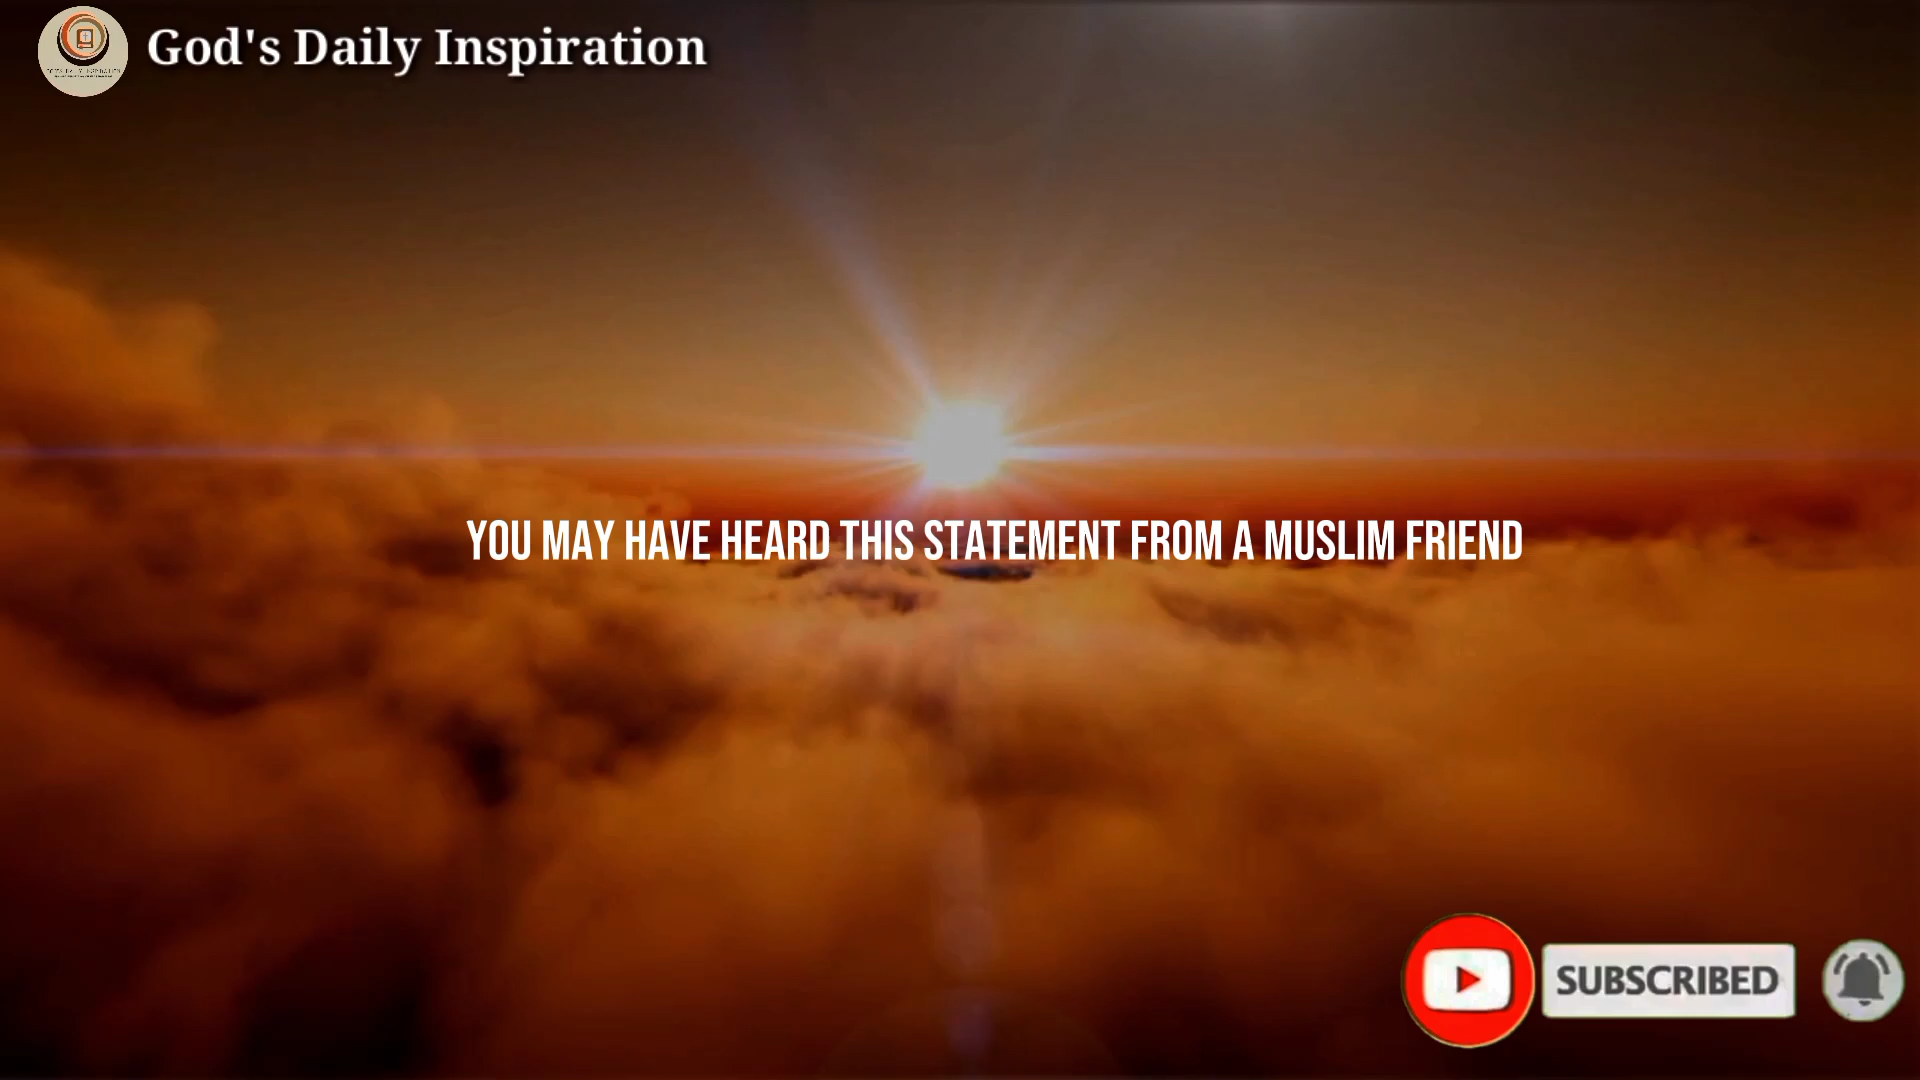 God's Daily Inspiration
YOU MAY HAVE HEARD THIS STATEMENT FROM A MUSLIM FRIEND
SUBSCRIBED